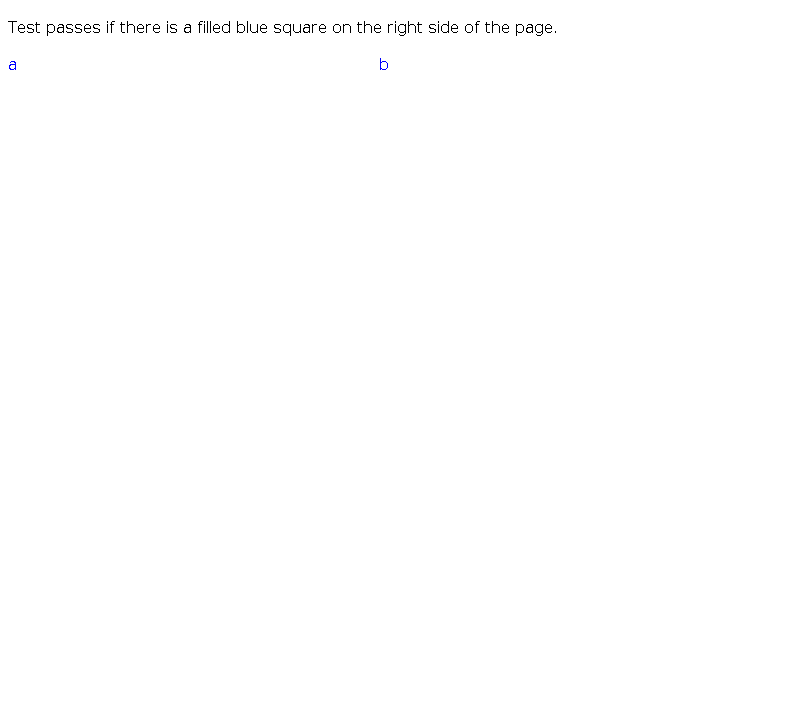 Test passes if there is a filled blue square on the right side of the page.
a b